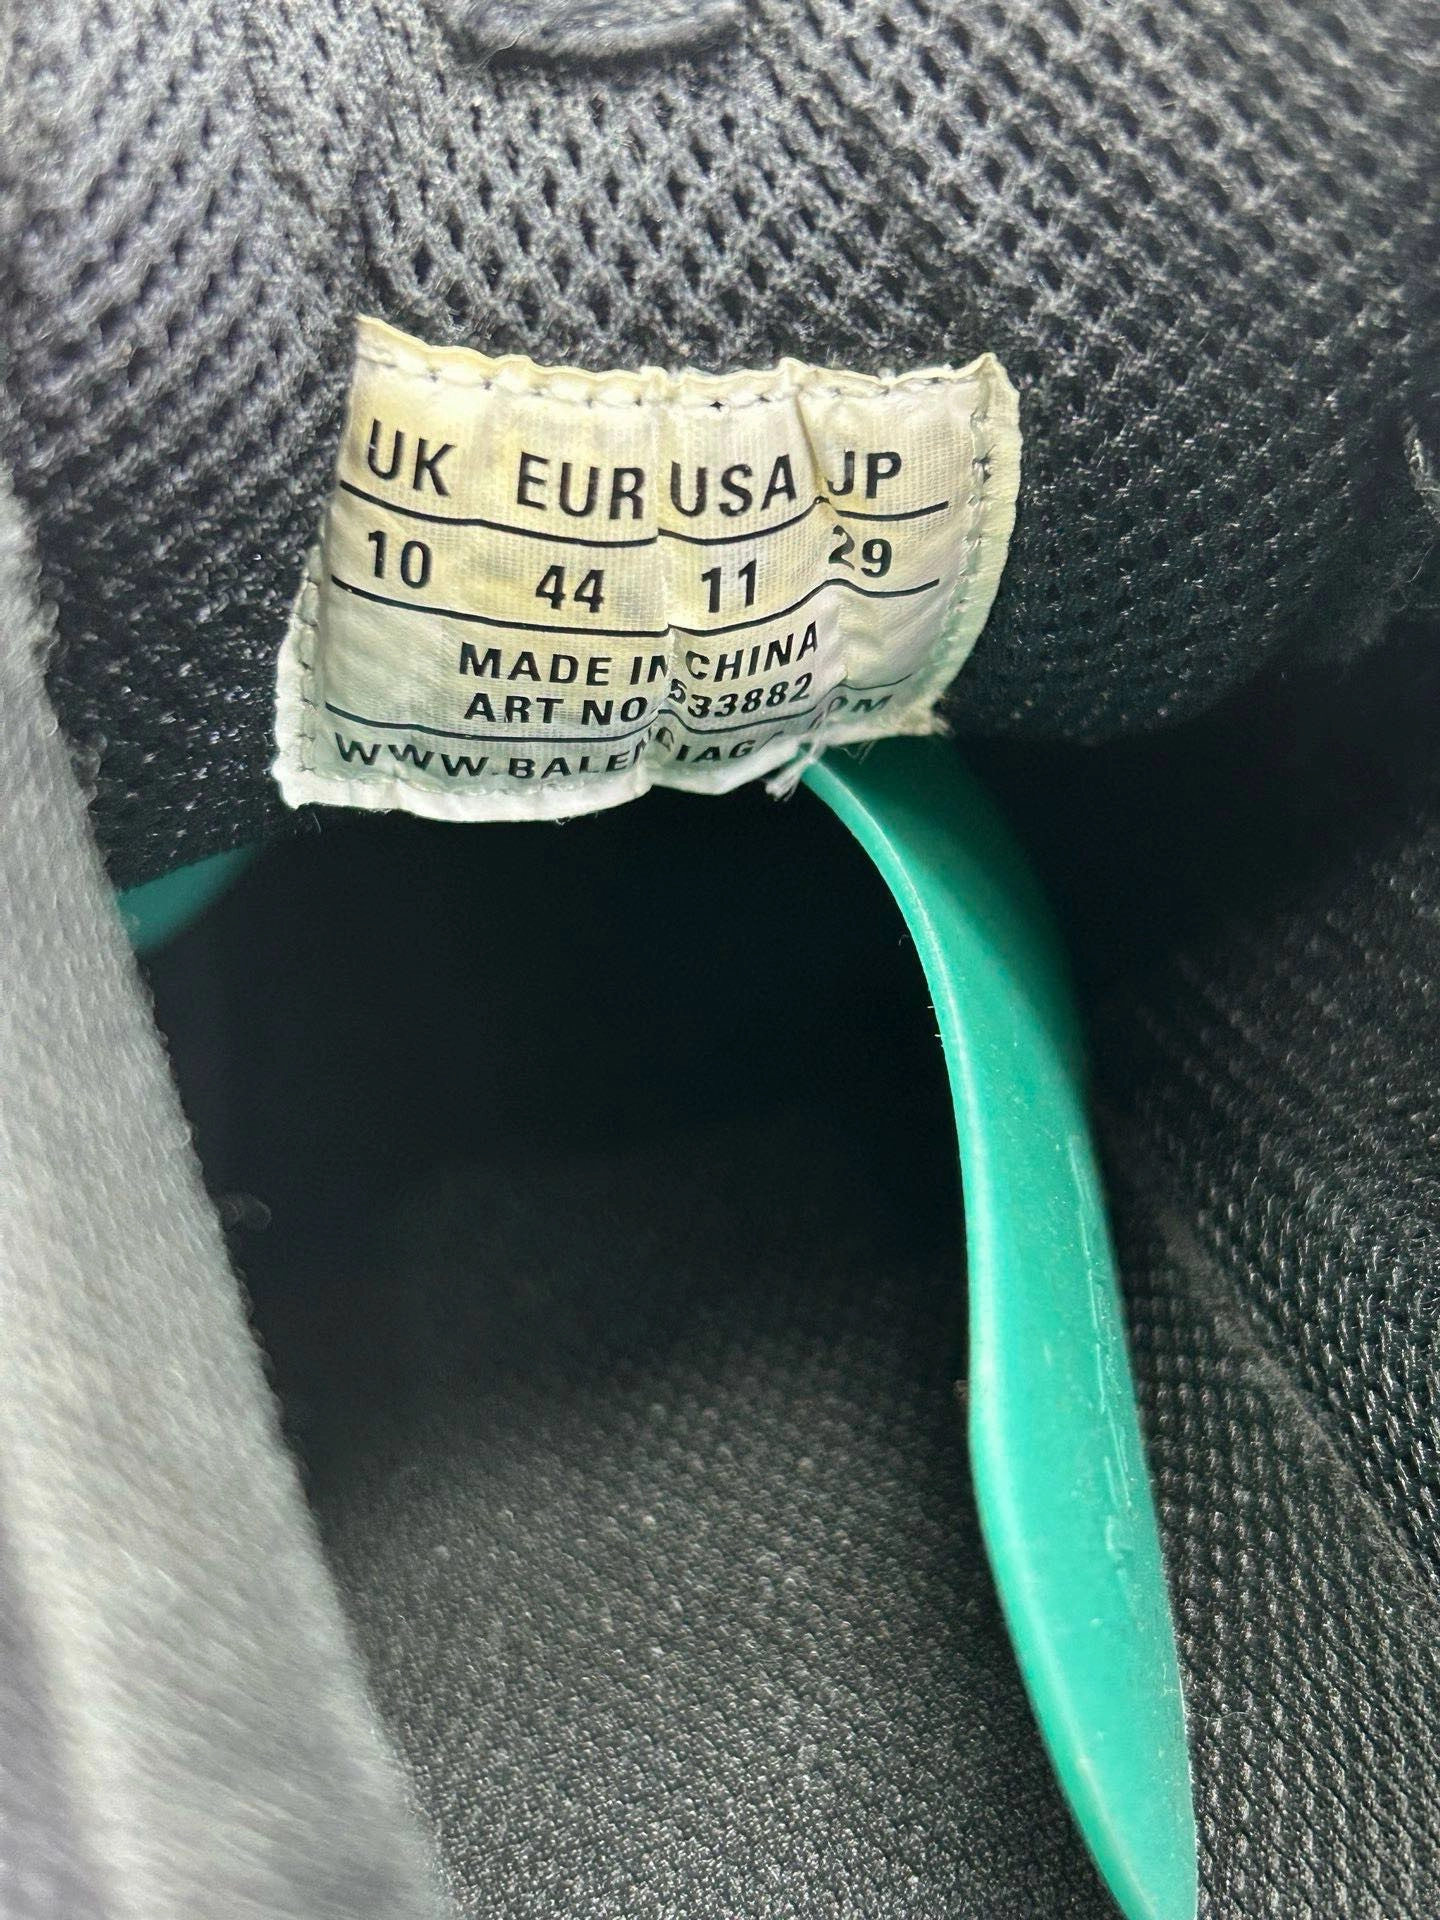 UK EUR USA JP
10 44 11 29
MADE IN CHINA
ART NO. 533882
WWW.BALENCIAGA.COM